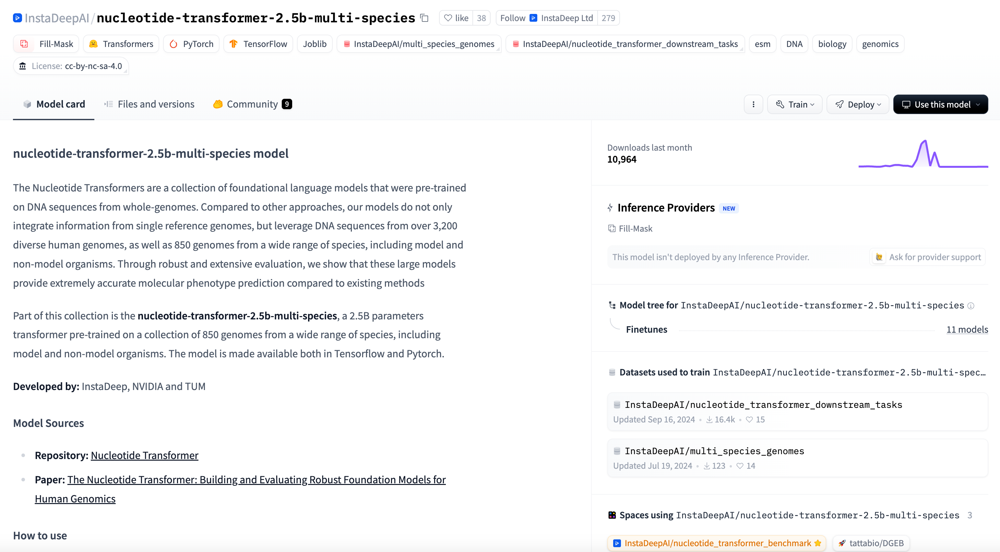 InstaDeepAI/nucleotide-transformer-2.5b-multi-species like 38 Follow InstaDeep Ltd 279
Fill-Mask Transformers PyTorch TensorFlow Joblib InstaDeepAI/multi_species_genomes InstaDeepAI/nucleotide_transformer_downstream_tasks esm DNA biology genomics
License: cc-by-nc-sa-4.0
Model card Files and versions Community 9 Train Deploy Use this model
nucleotide-transformer-2.5b-multi-species model
The Nucleotide Transformers are a collection of foundational language models that were pre-trained
on DNA sequences from whole-genomes. Compared to other approaches, our models do not only
integrate information from single reference genomes, but leverage DNA sequences from over 3,200
diverse human genomes, as well as 850 genomes from a wide range of species, including model and
non-model organisms. Through robust and extensive evaluation, we show that these large models
provide extremely accurate molecular phenotype prediction compared to existing methods
Part of this collection is the nucleotide-transformer-2.5b-multi-species, a 2.5B parameters
transformer pre-trained on a collection of 850 genomes from a wide range of species, including
model and non-model organisms. The model is made available both in Tensorflow and Pytorch.
Developed by: InstaDeep, NVIDIA and TUM
Model Sources
Repository: Nucleotide Transformer
Paper: The Nucleotide Transformer: Building and Evaluating Robust Foundation Models for
Human Genomics
How to use
Downloads last month
10,964
Inference Providers NEW
Fill-Mask
This model isn't deployed by any Inference Provider. Ask for provider support
Model tree for InstaDeepAI/nucleotide-transformer-2.5b-multi-species
Finetunes 11 models
Datasets used to train InstaDeepAI/nucleotide-transformer-2.5b-multi-spec…
InstaDeepAI/nucleotide_transformer_downstream_tasks
Updated Sep 16, 2024 • 16.4k • 15
InstaDeepAI/multi_species_genomes
Updated Jul 19, 2024 • 123 • 14
Spaces using InstaDeepAI/nucleotide-transformer-2.5b-multi-species 3
InstaDeepAI/nucleotide_transformer_benchmark tattabio/DGEB